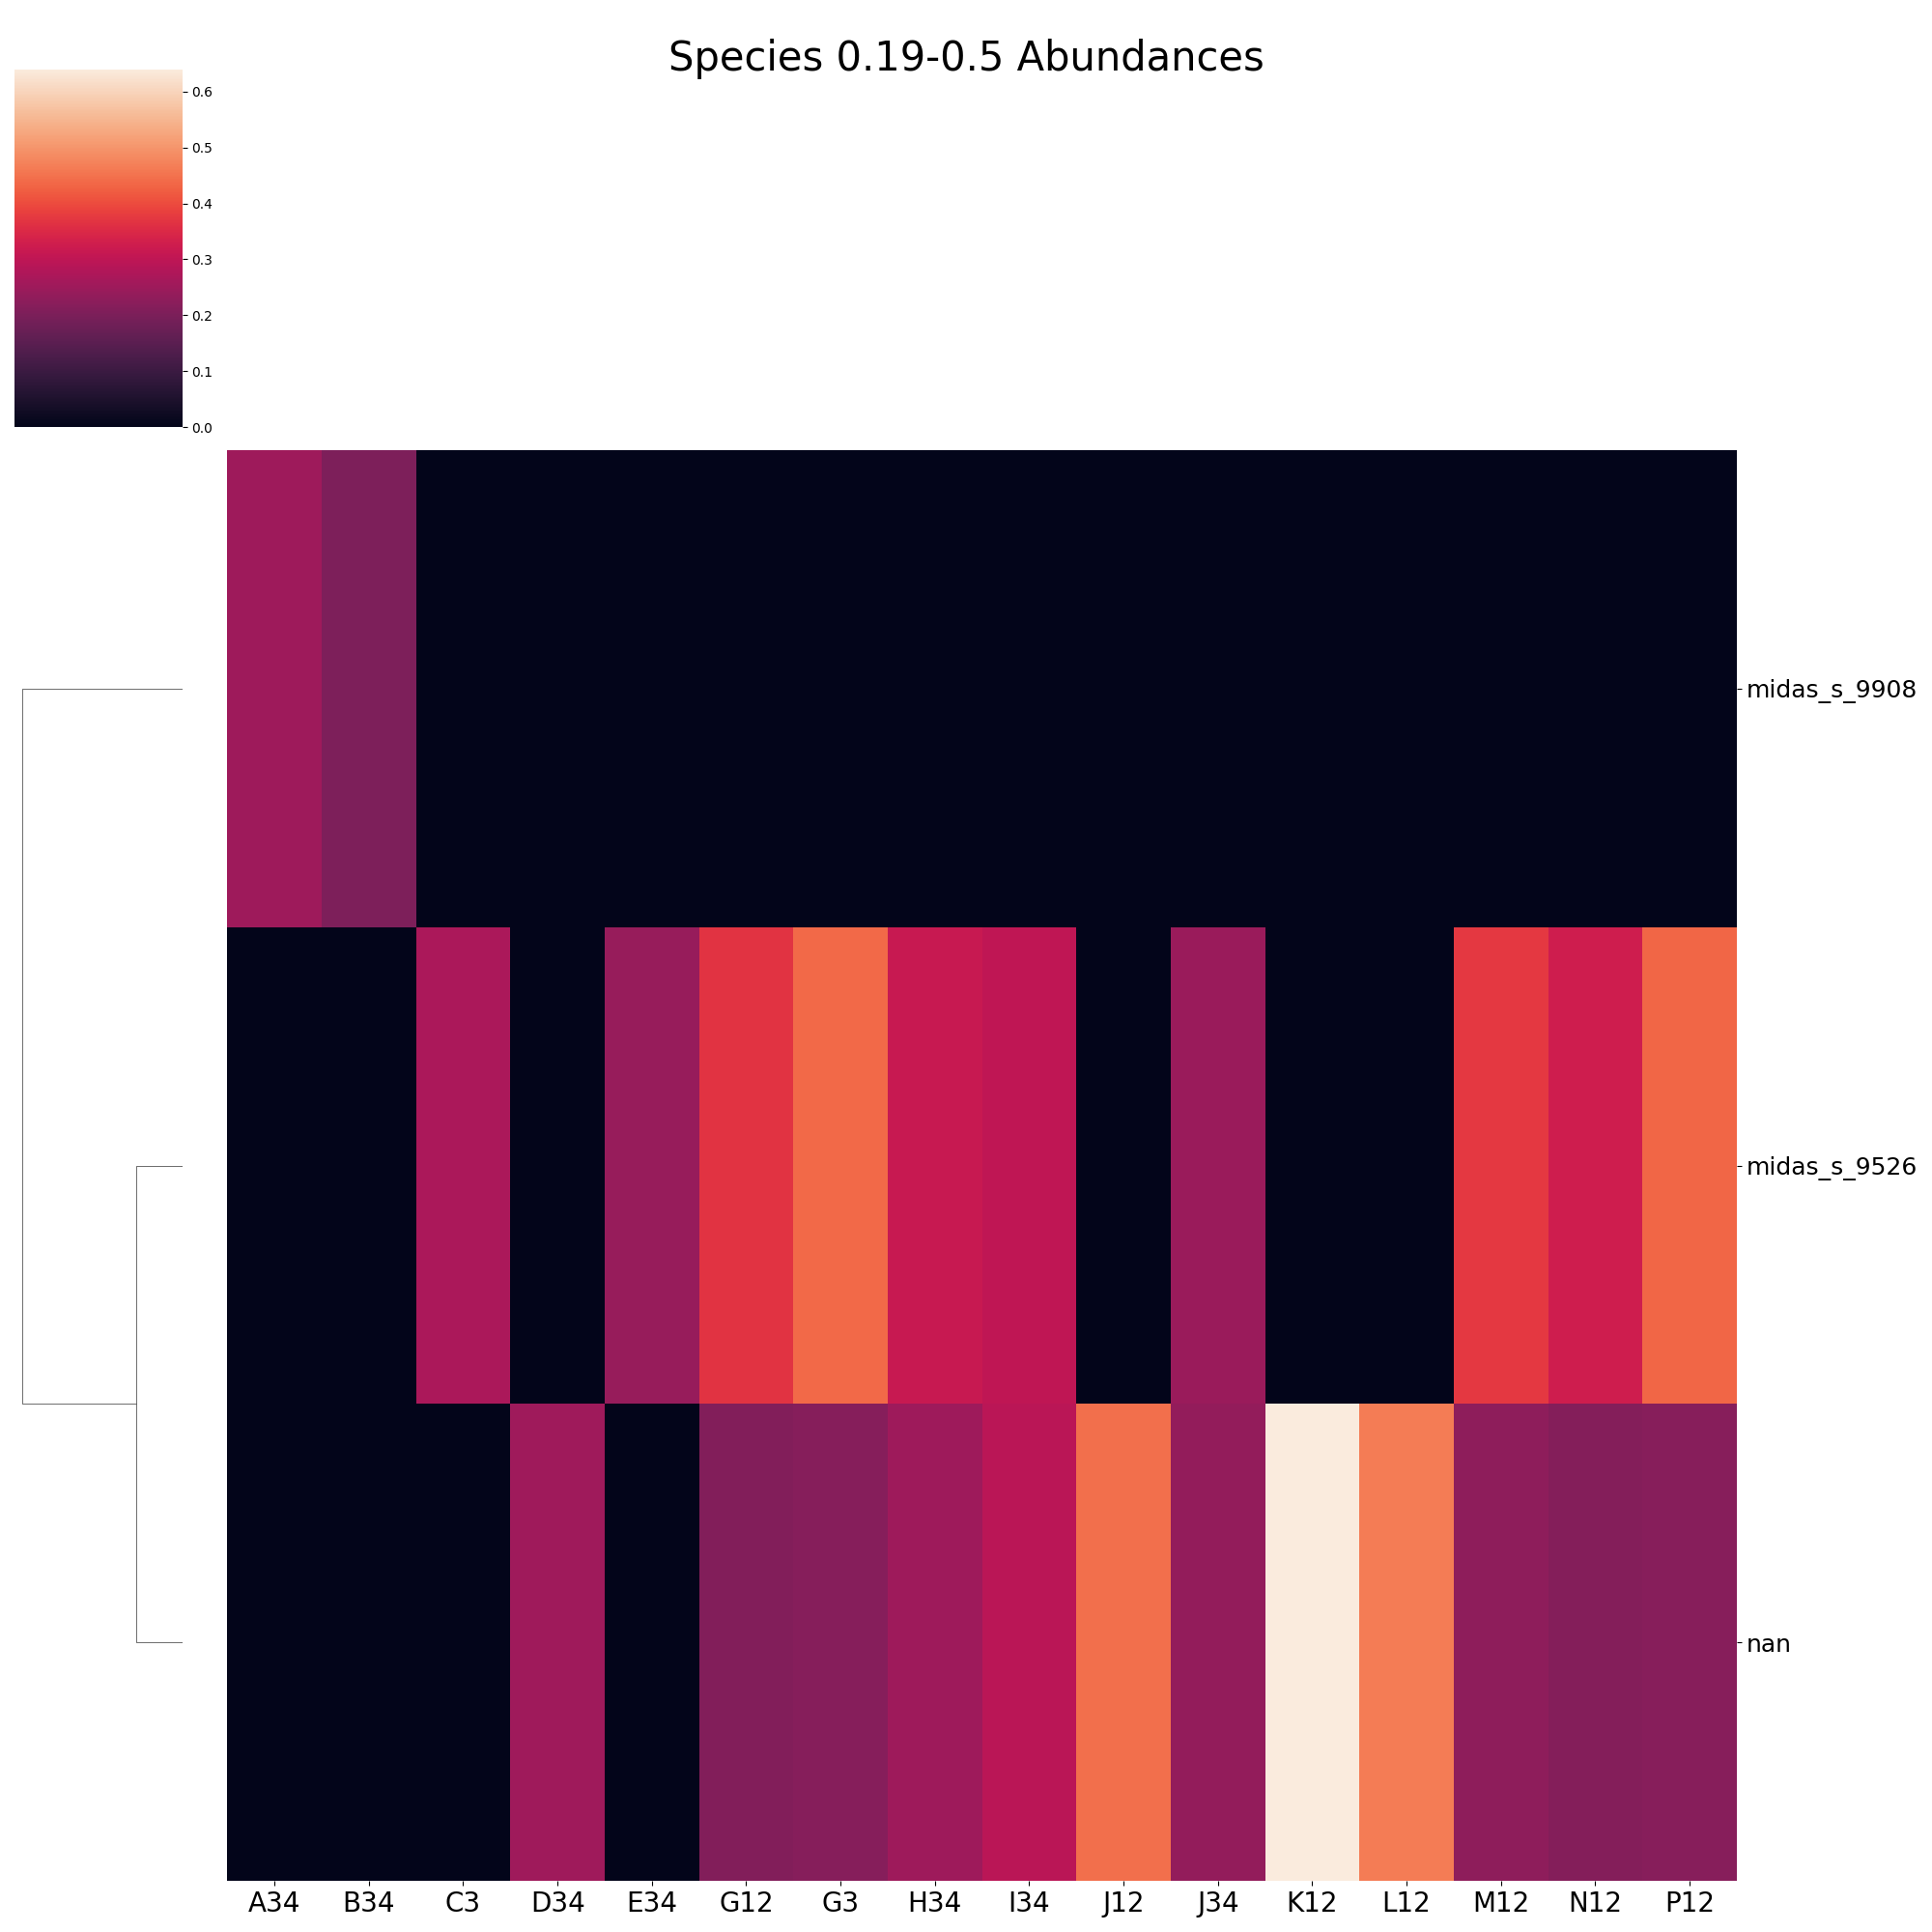 Species 0.19-0.5 Abundances
0.6
0.5
0.4
0.3
0.2
0.1
0.0
midas_s_9908
midas_s_9526
nan
A34 B34 C3 D34 E34 G12 G3 H34 I34 J12 J34 K12 L12 M12 N12 P12